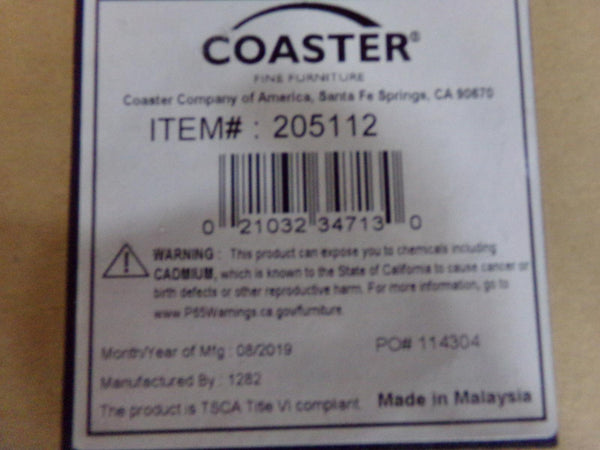 COASTER®
FINE FURNITURE
Coaster Company of America, Santa Fe Springs, CA 90670
ITEM# : 205112
0 21032 34713 0
WARNING : This product can expose you to chemicals including
CADMIUM, which is known to the State of California to cause cancer or
birth defects or other reproductive harm. For more information, go to
www.P65Warnings.ca.gov/furniture.
Month/Year of Mfg : 08/2019 PO# 114304
Manufactured By : 1282
The product is TSCA Title VI compliant. Made in Malaysia